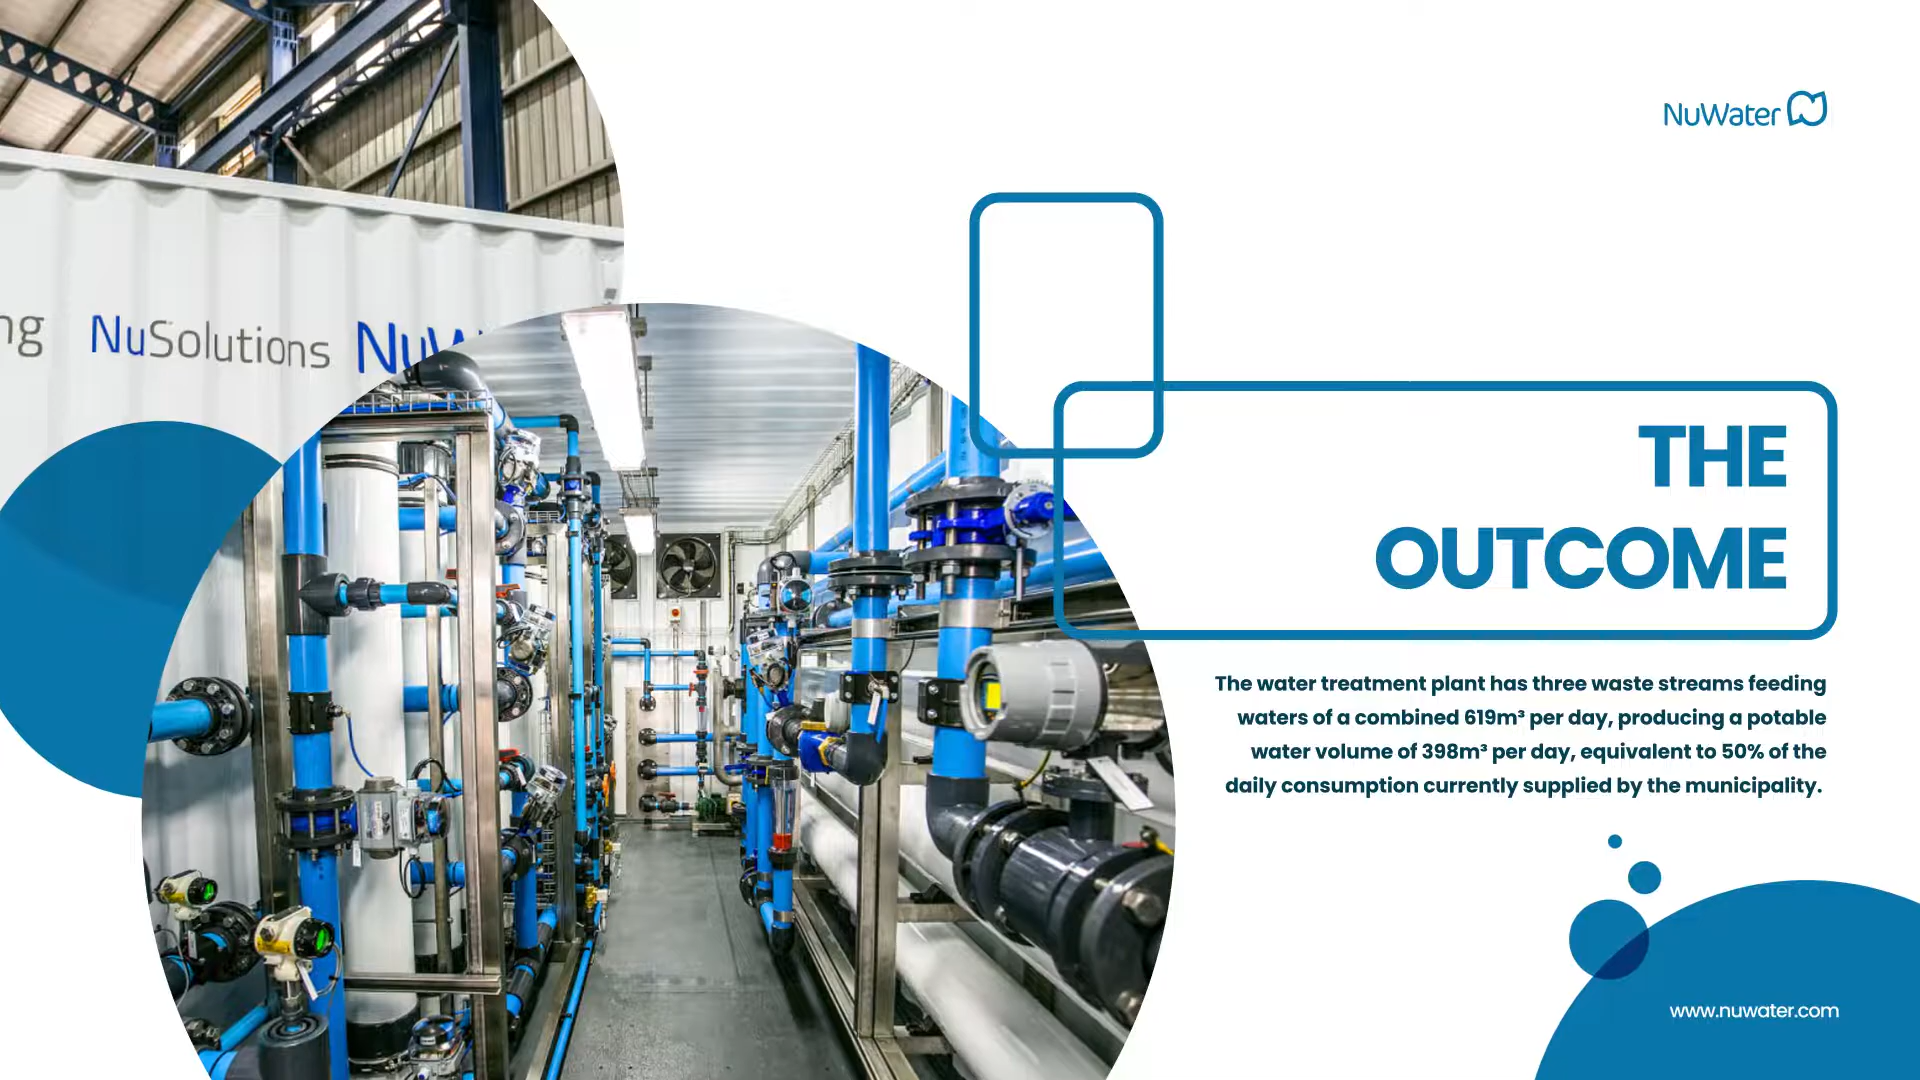 NuWater
NuSolutions
THE
OUTCOME
The water treatment plant has three waste streams feeding
waters of a combined 619m³ per day, producing a potable
water volume of 398m³ per day, equivalent to 50% of the
daily consumption currently supplied by the municipality.
www.nuwater.com